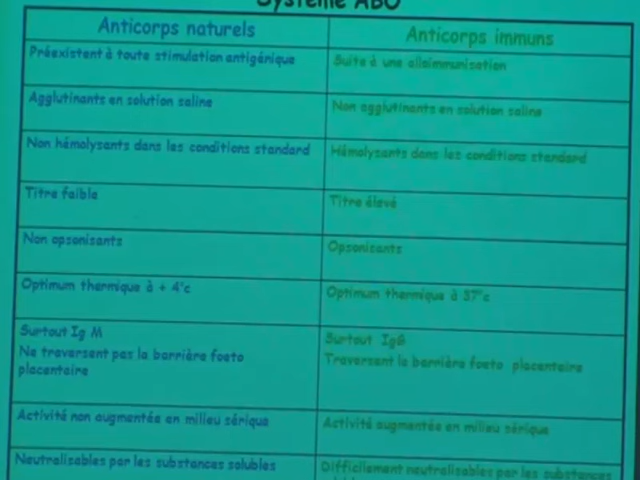 Système ABO
Anticorps naturels
Anticorps immuns
Préexistent à toute stimulation antigénique
Suite à une alloimmunisation
Agglutinants en solution saline
Non agglutinants en solution saline
Non hémolysants dans les conditions standard
Hémolysants dans les conditions standard
Titre faible
Titre élevé
Non opsonisants
Opsonisants
Optimum thermique à + 4°c
Optimum thermique à 37°c
Surtout Ig M
Ne traversent pas la barrière foeto
placentaire
Surtout IgG
Traversent la barrière foeto placentaire
Activité non augmentée en milieu sérique
Activité augmentée en milieu sérique
Neutralisables par les substances solubles
Difficilement neutralisables par les substances